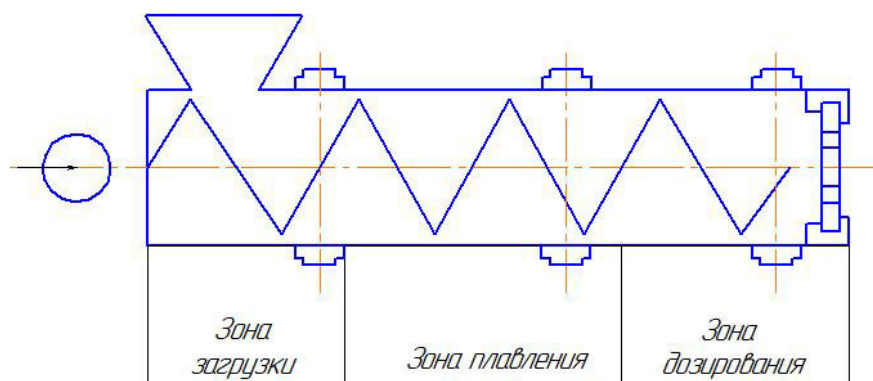 Зона
загрузки
Зона плавления
Зона
дозирования